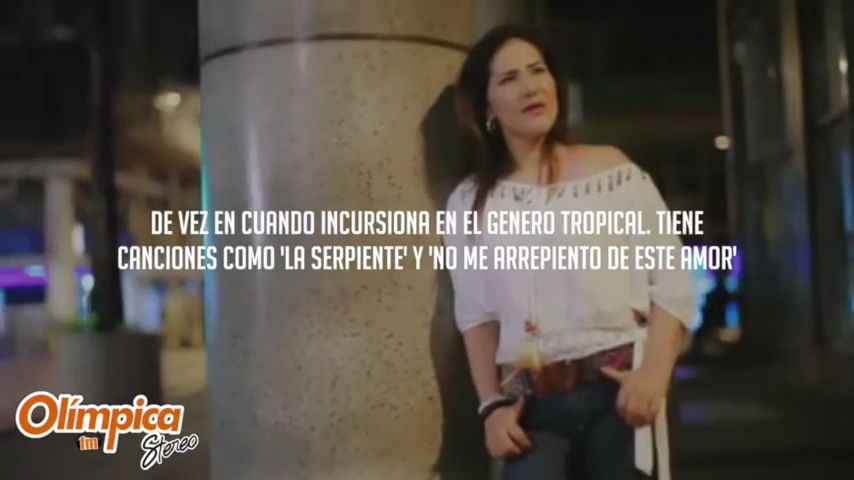 DE VEZ EN CUANDO INCURSIONA EN EL GENERO TROPICAL. TIENE
CANCIONES COMO 'LA SERPIENTE' Y 'NO ME ARREPIENTO DE ESTE AMOR'
Olímpica
fm
Stereo